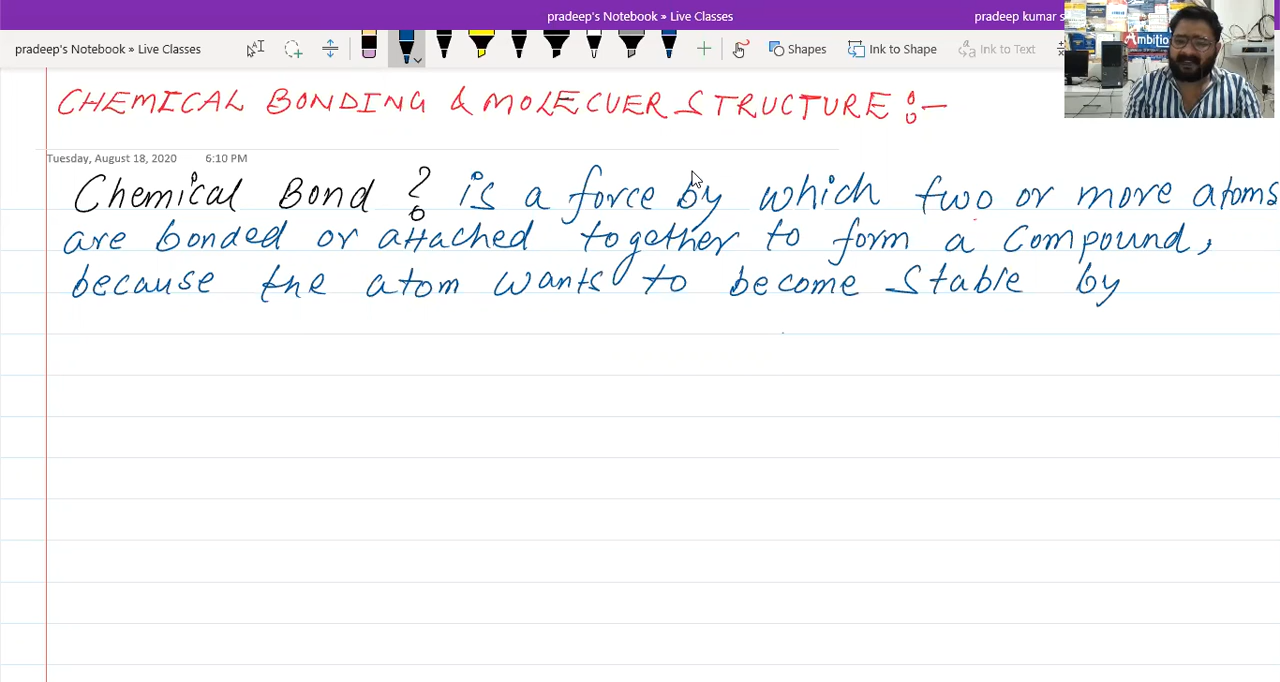 pradeep's Notebook » Live Classes
pradeep kumar s
pradeep's Notebook » Live Classes
Shapes
Ink to Shape
Ink to Text
Ambitio
CHEMICAL BONDING & MOLECUER STRUCTURE :-
Tuesday, August 18, 2020 6:10 PM
Chemical Bond ? is a force by which two or more atoms
are bonded or attached together to form a compound,
because the atom wants to become stable by